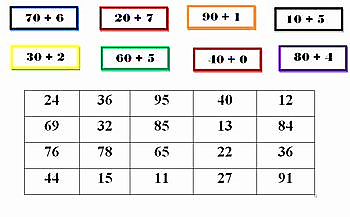 70 + 6 20 + 7 90 + 1 10 + 5
30 + 2 60 + 5 40 + 0 80 + 4
24 36 95 40 12
69 32 85 13 84
76 78 65 22 36
44 15 11 27 91